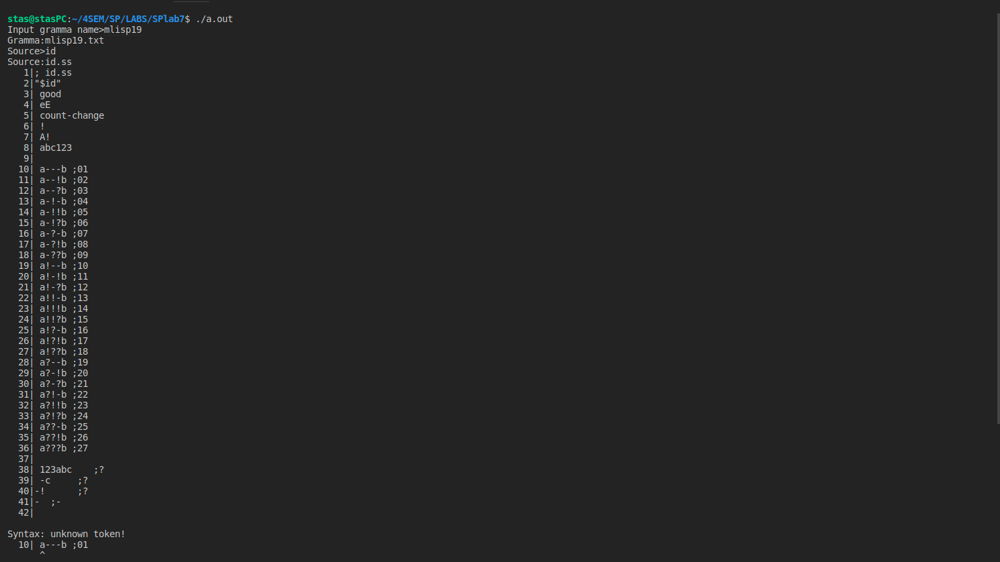 stas@stasPC:~/4SEM/SP/LABS/SPlab7$ ./a.out
Input gramma name>mlisp19
Gramma:mlisp19.txt
Source>id
Source:id.ss
   1|; id.ss
   2|"$id"
   3| good
   4| eE
   5| count-change
   6| !
   7| A!
   8| abc123
   9|
  10| a---b ;01
  11| a--!b ;02
  12| a--?b ;03
  13| a-!-b ;04
  14| a-!!b ;05
  15| a-!?b ;06
  16| a-?-b ;07
  17| a-?!b ;08
  18| a-??b ;09
  19| a!--b ;10
  20| a!-!b ;11
  21| a!-?b ;12
  22| a!!-b ;13
  23| a!!!b ;14
  24| a!!?b ;15
  25| a!?-b ;16
  26| a!?!b ;17
  27| a!??b ;18
  28| a?--b ;19
  29| a?-!b ;20
  30| a?-?b ;21
  31| a?!-b ;22
  32| a?!!b ;23
  33| a?!?b ;24
  34| a??-b ;25
  35| a??!b ;26
  36| a???b ;27
  37|
  38| 123abc    ;?
  39| -c     ;?
  40|-!      ;?
  41|-  ;-
  42|

Syntax: unknown token!
  10| a---b ;01
      ^